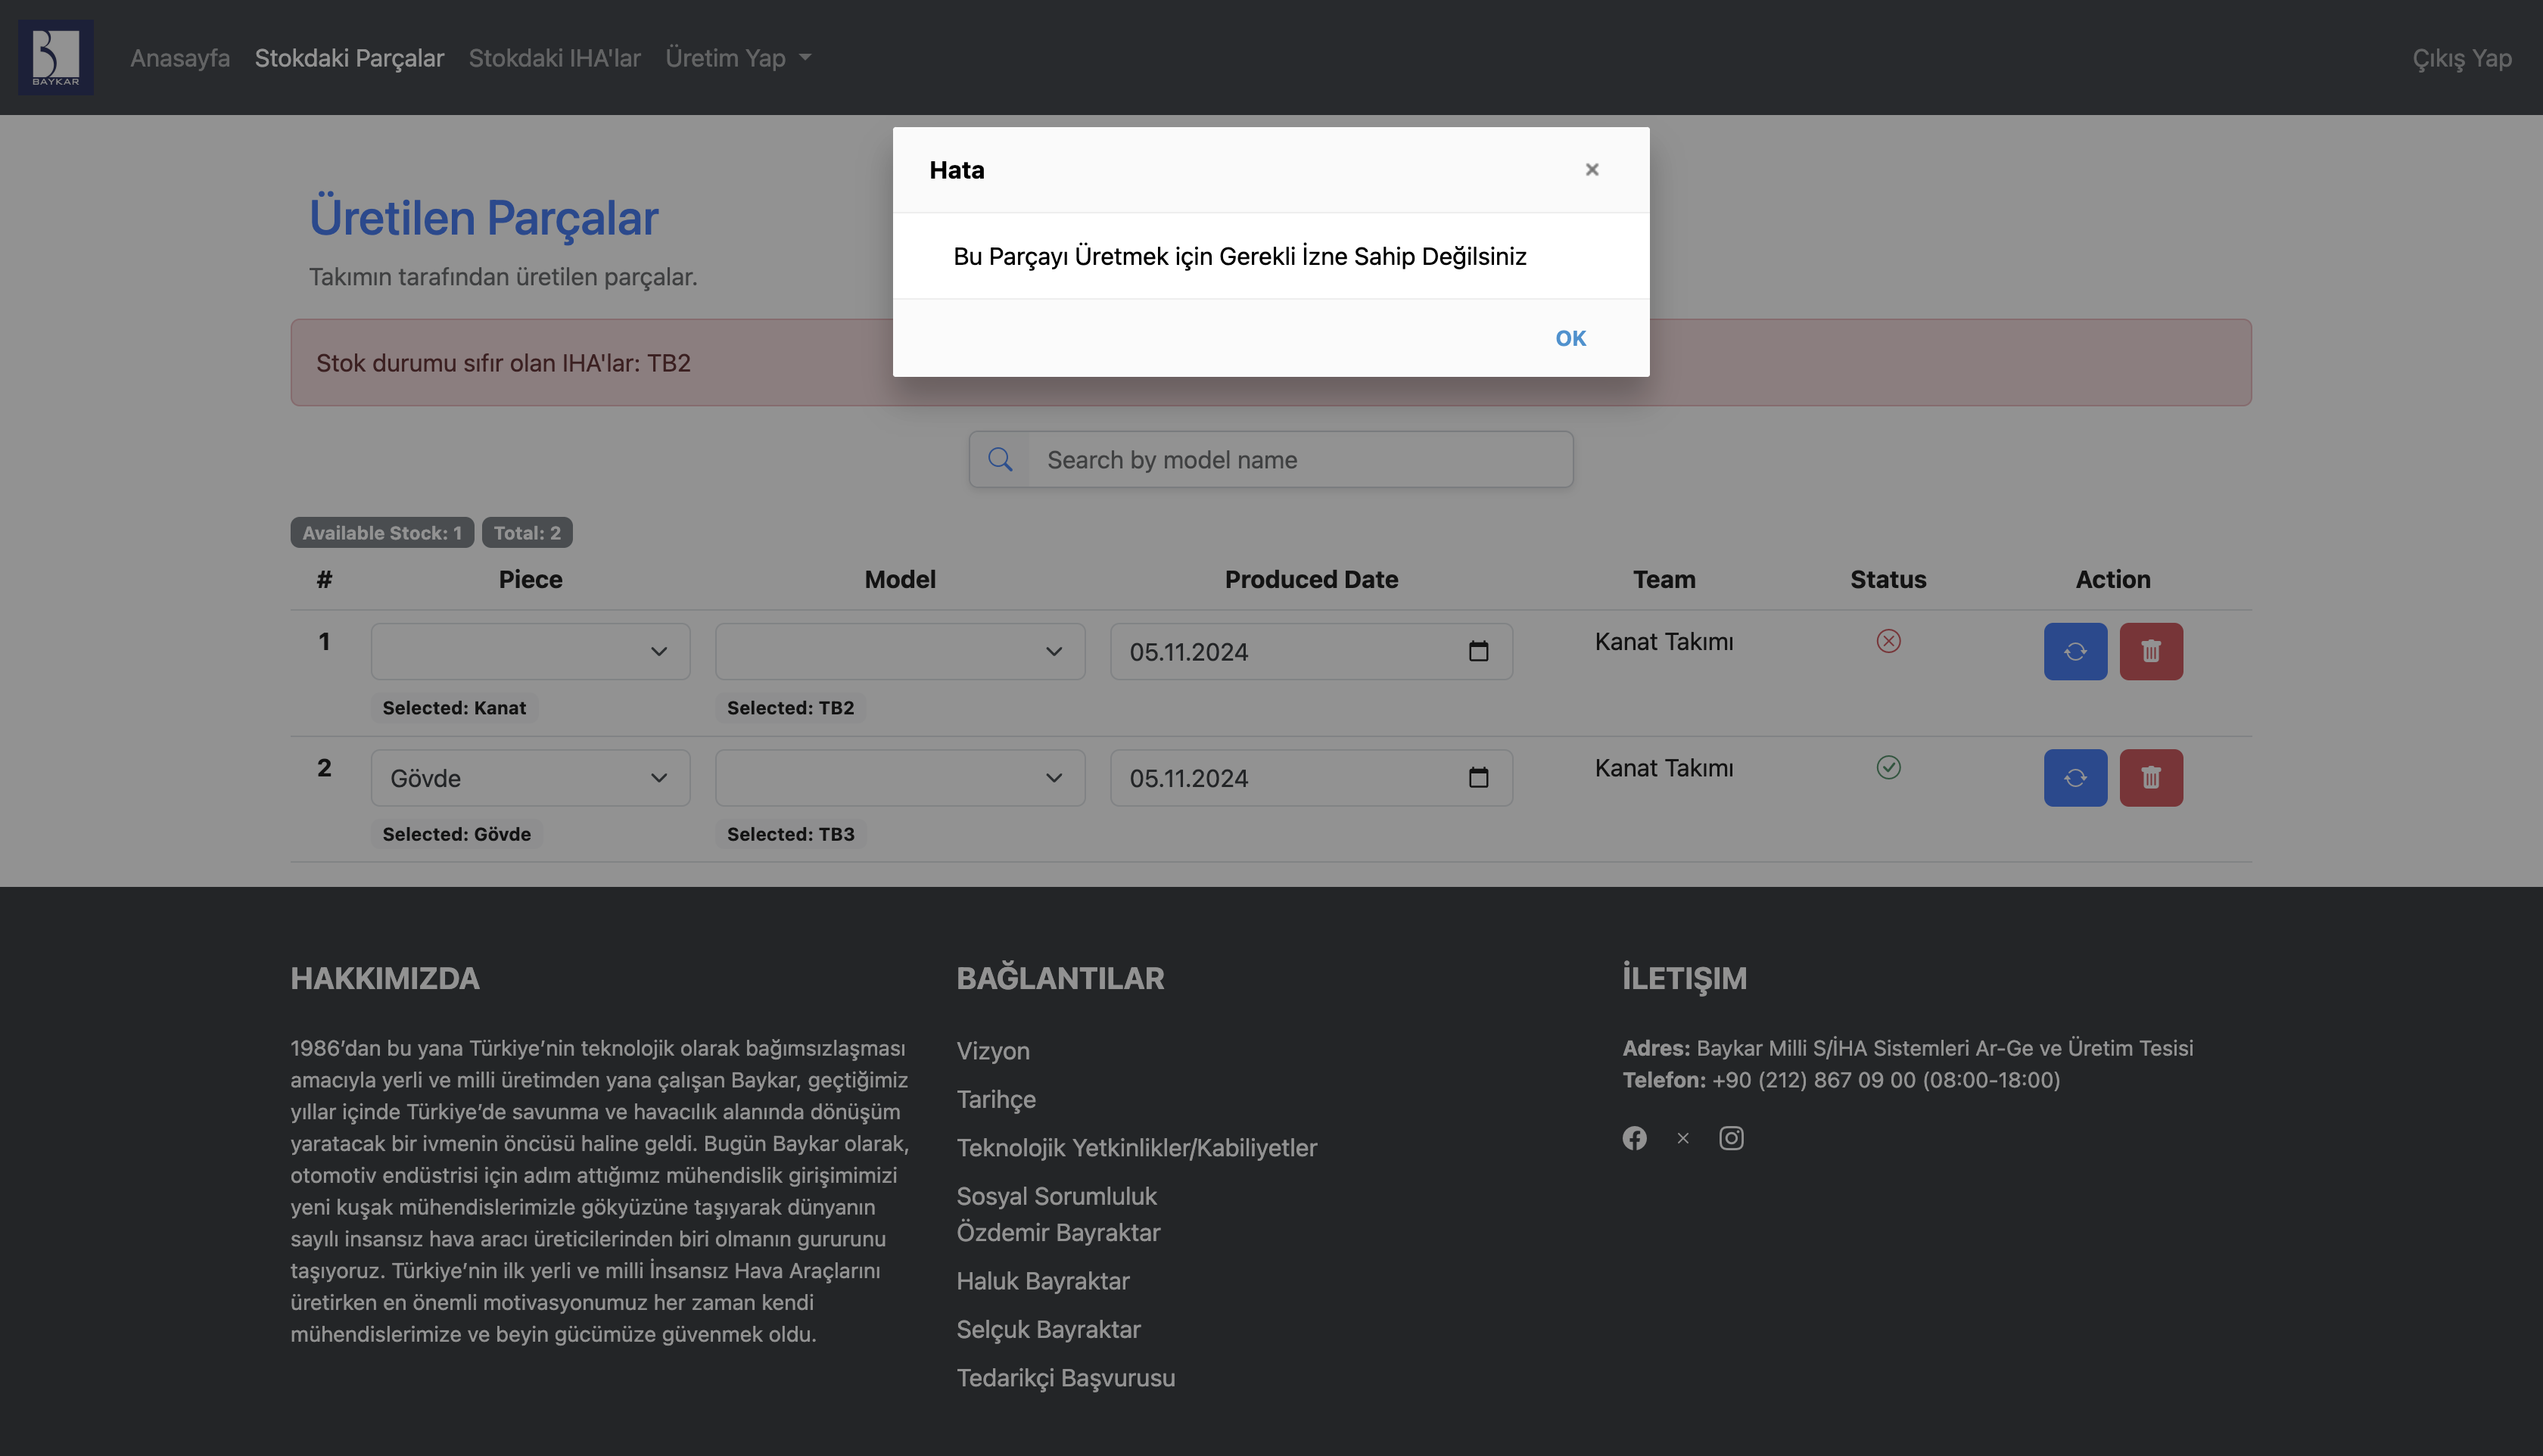 BAYKAR
Anasayfa Stokdaki Parçalar Stokdaki IHA'lar Üretim Yap Çıkış Yap
Hata ×
Bu Parçayı Üretmek için Gerekli İzne Sahip Değilsiniz
OK
Üretilen Parçalar
Takımın tarafından üretilen parçalar.
Stok durumu sıfır olan IHA'lar: TB2
Search by model name
Available Stock: 1 Total: 2
# Piece Model Produced Date Team Status Action
1 05.11.2024 Kanat Takımı
Selected: Kanat Selected: TB2
2 Gövde 05.11.2024 Kanat Takımı
Selected: Gövde Selected: TB3
HAKKIMIZDA
1986’dan bu yana Türkiye’nin teknolojik olarak bağımsızlaşması
amacıyla yerli ve milli üretimden yana çalışan Baykar, geçtiğimiz
yıllar içinde Türkiye’de savunma ve havacılık alanında dönüşüm
yaratacak bir ivmenin öncüsü haline geldi. Bugün Baykar olarak,
otomotiv endüstrisi için adım attığımız mühendislik girişimimizi
yeni kuşak mühendislerimizle gökyüzüne taşıyarak dünyanın
sayılı insansız hava aracı üreticilerinden biri olmanın gururunu
taşıyoruz. Türkiye’nin ilk yerli ve milli İnsansız Hava Araçlarını
üretirken en önemli motivasyonumuz her zaman kendi
mühendislerimize ve beyin gücümüze güvenmek oldu.
BAĞLANTILAR
Vizyon
Tarihçe
Teknolojik Yetkinlikler/Kabiliyetler
Sosyal Sorumluluk
Özdemir Bayraktar
Haluk Bayraktar
Selçuk Bayraktar
Tedarikçi Başvurusu
İLETİŞIM
Adres: Baykar Milli S/İHA Sistemleri Ar-Ge ve Üretim Tesisi
Telefon: +90 (212) 867 09 00 (08:00-18:00)